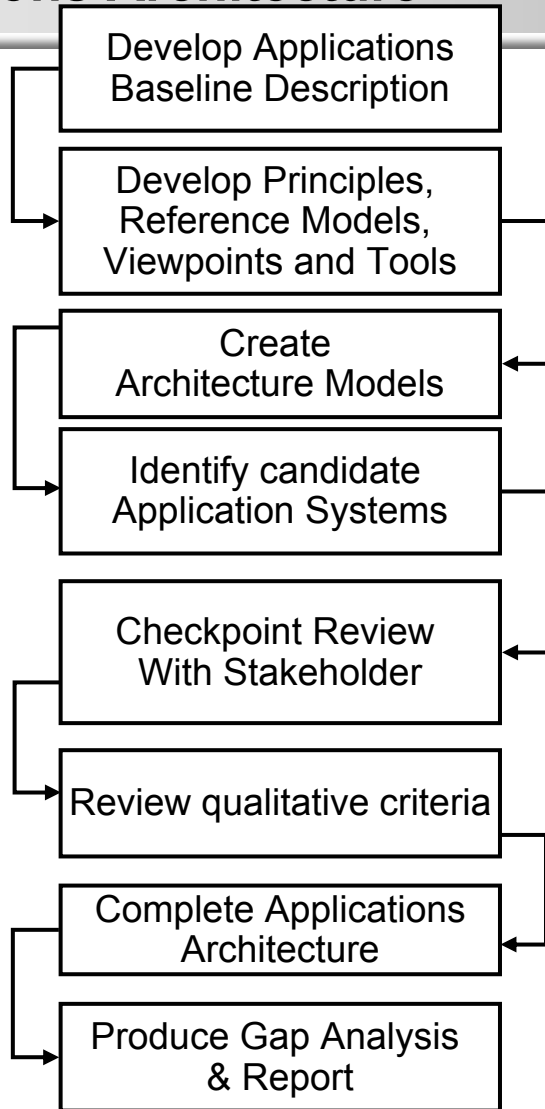 Architecture
Develop Applications
Baseline Description
Develop Principles,
Reference Models,
Viewpoints and Tools
Create
Architecture Models
Identify candidate
Application Systems
Checkpoint Review
With Stakeholder
Review qualitative criteria
Complete Applications
Architecture
Produce Gap Analysis
& Report